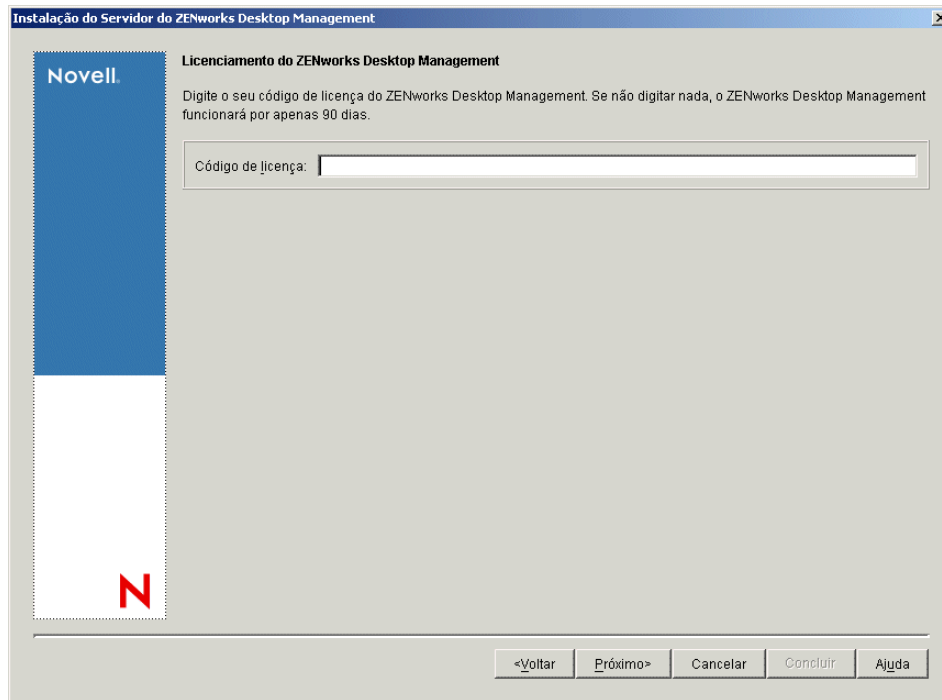 Instalação do Servidor do ZENworks Desktop Management
Novell.
Licenciamento do ZENworks Desktop Management
Digite o seu código de licença do ZENworks Desktop Management. Se não digitar nada, o ZENworks Desktop Management
funcionará por apenas 90 dias.
Código de licença:
N
<Voltar
Próximo>
Cancelar
Concluir
Ajuda